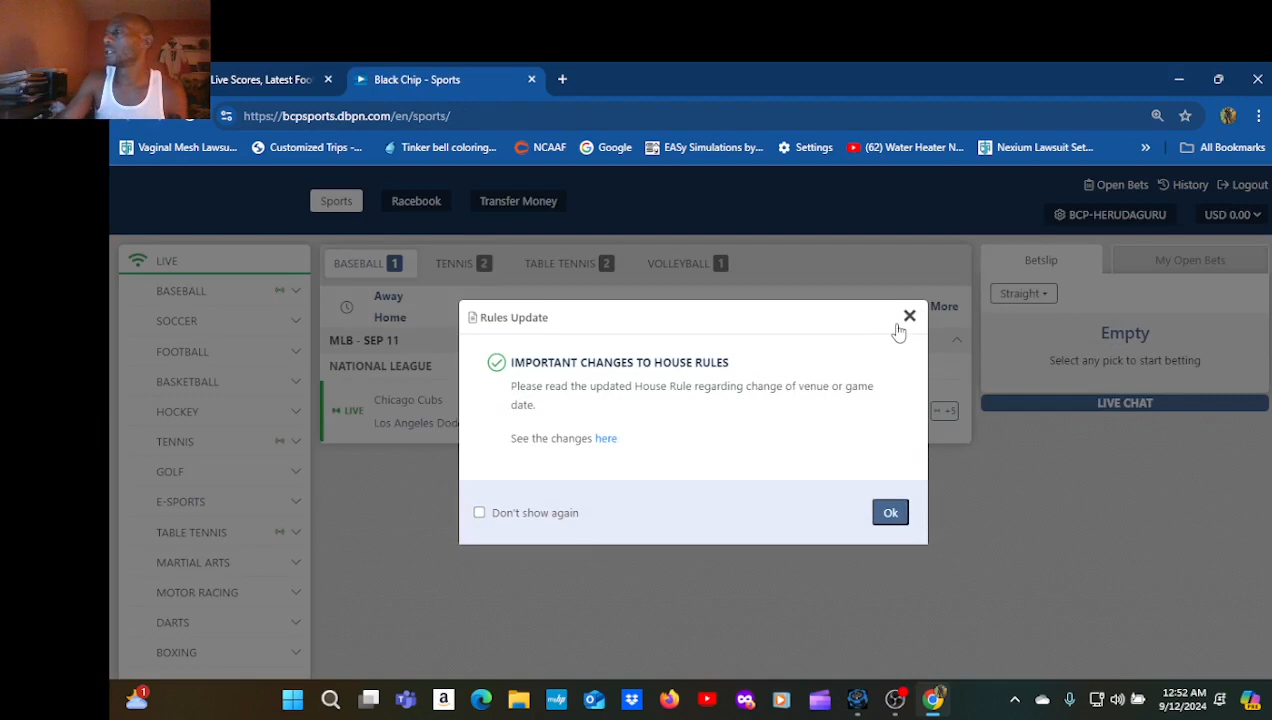 Live Scores, Latest Foo
Black Chip - Sports
https://bcpsports.dbpn.com/en/sports/
Vaginal Mesh Lawsu...
Customized Trips -...
Tinker bell coloring...
NCAAF
Google
EASy Simulations by...
Settings
(62) Water Heater N...
Nexium Lawsuit Set...
»
All Bookmarks
Open Bets
History
Logout
Sports
Racebook
Transfer Money
BCP-HERUDAGURU
USD 0.00
LIVE
BASEBALL
SOCCER
FOOTBALL
BASKETBALL
HOCKEY
TENNIS
GOLF
E-SPORTS
TABLE TENNIS
MARTIAL ARTS
MOTOR RACING
DARTS
BOXING
BASEBALL 1
TENNIS 2
TABLE TENNIS 2
VOLLEYBALL 1
Away
Home
More
MLB - SEP 11
NATIONAL LEAGUE
LIVE
Chicago Cubs
Los Angeles Dod
+5
Rules Update
IMPORTANT CHANGES TO HOUSE RULES
Please read the updated House Rule regarding change of venue or game
date.
See the changes here
Don't show again
Ok
Betslip
My Open Bets
Straight
Empty
Select any pick to start betting
LIVE CHAT
1
12:52 AM
9/12/2024